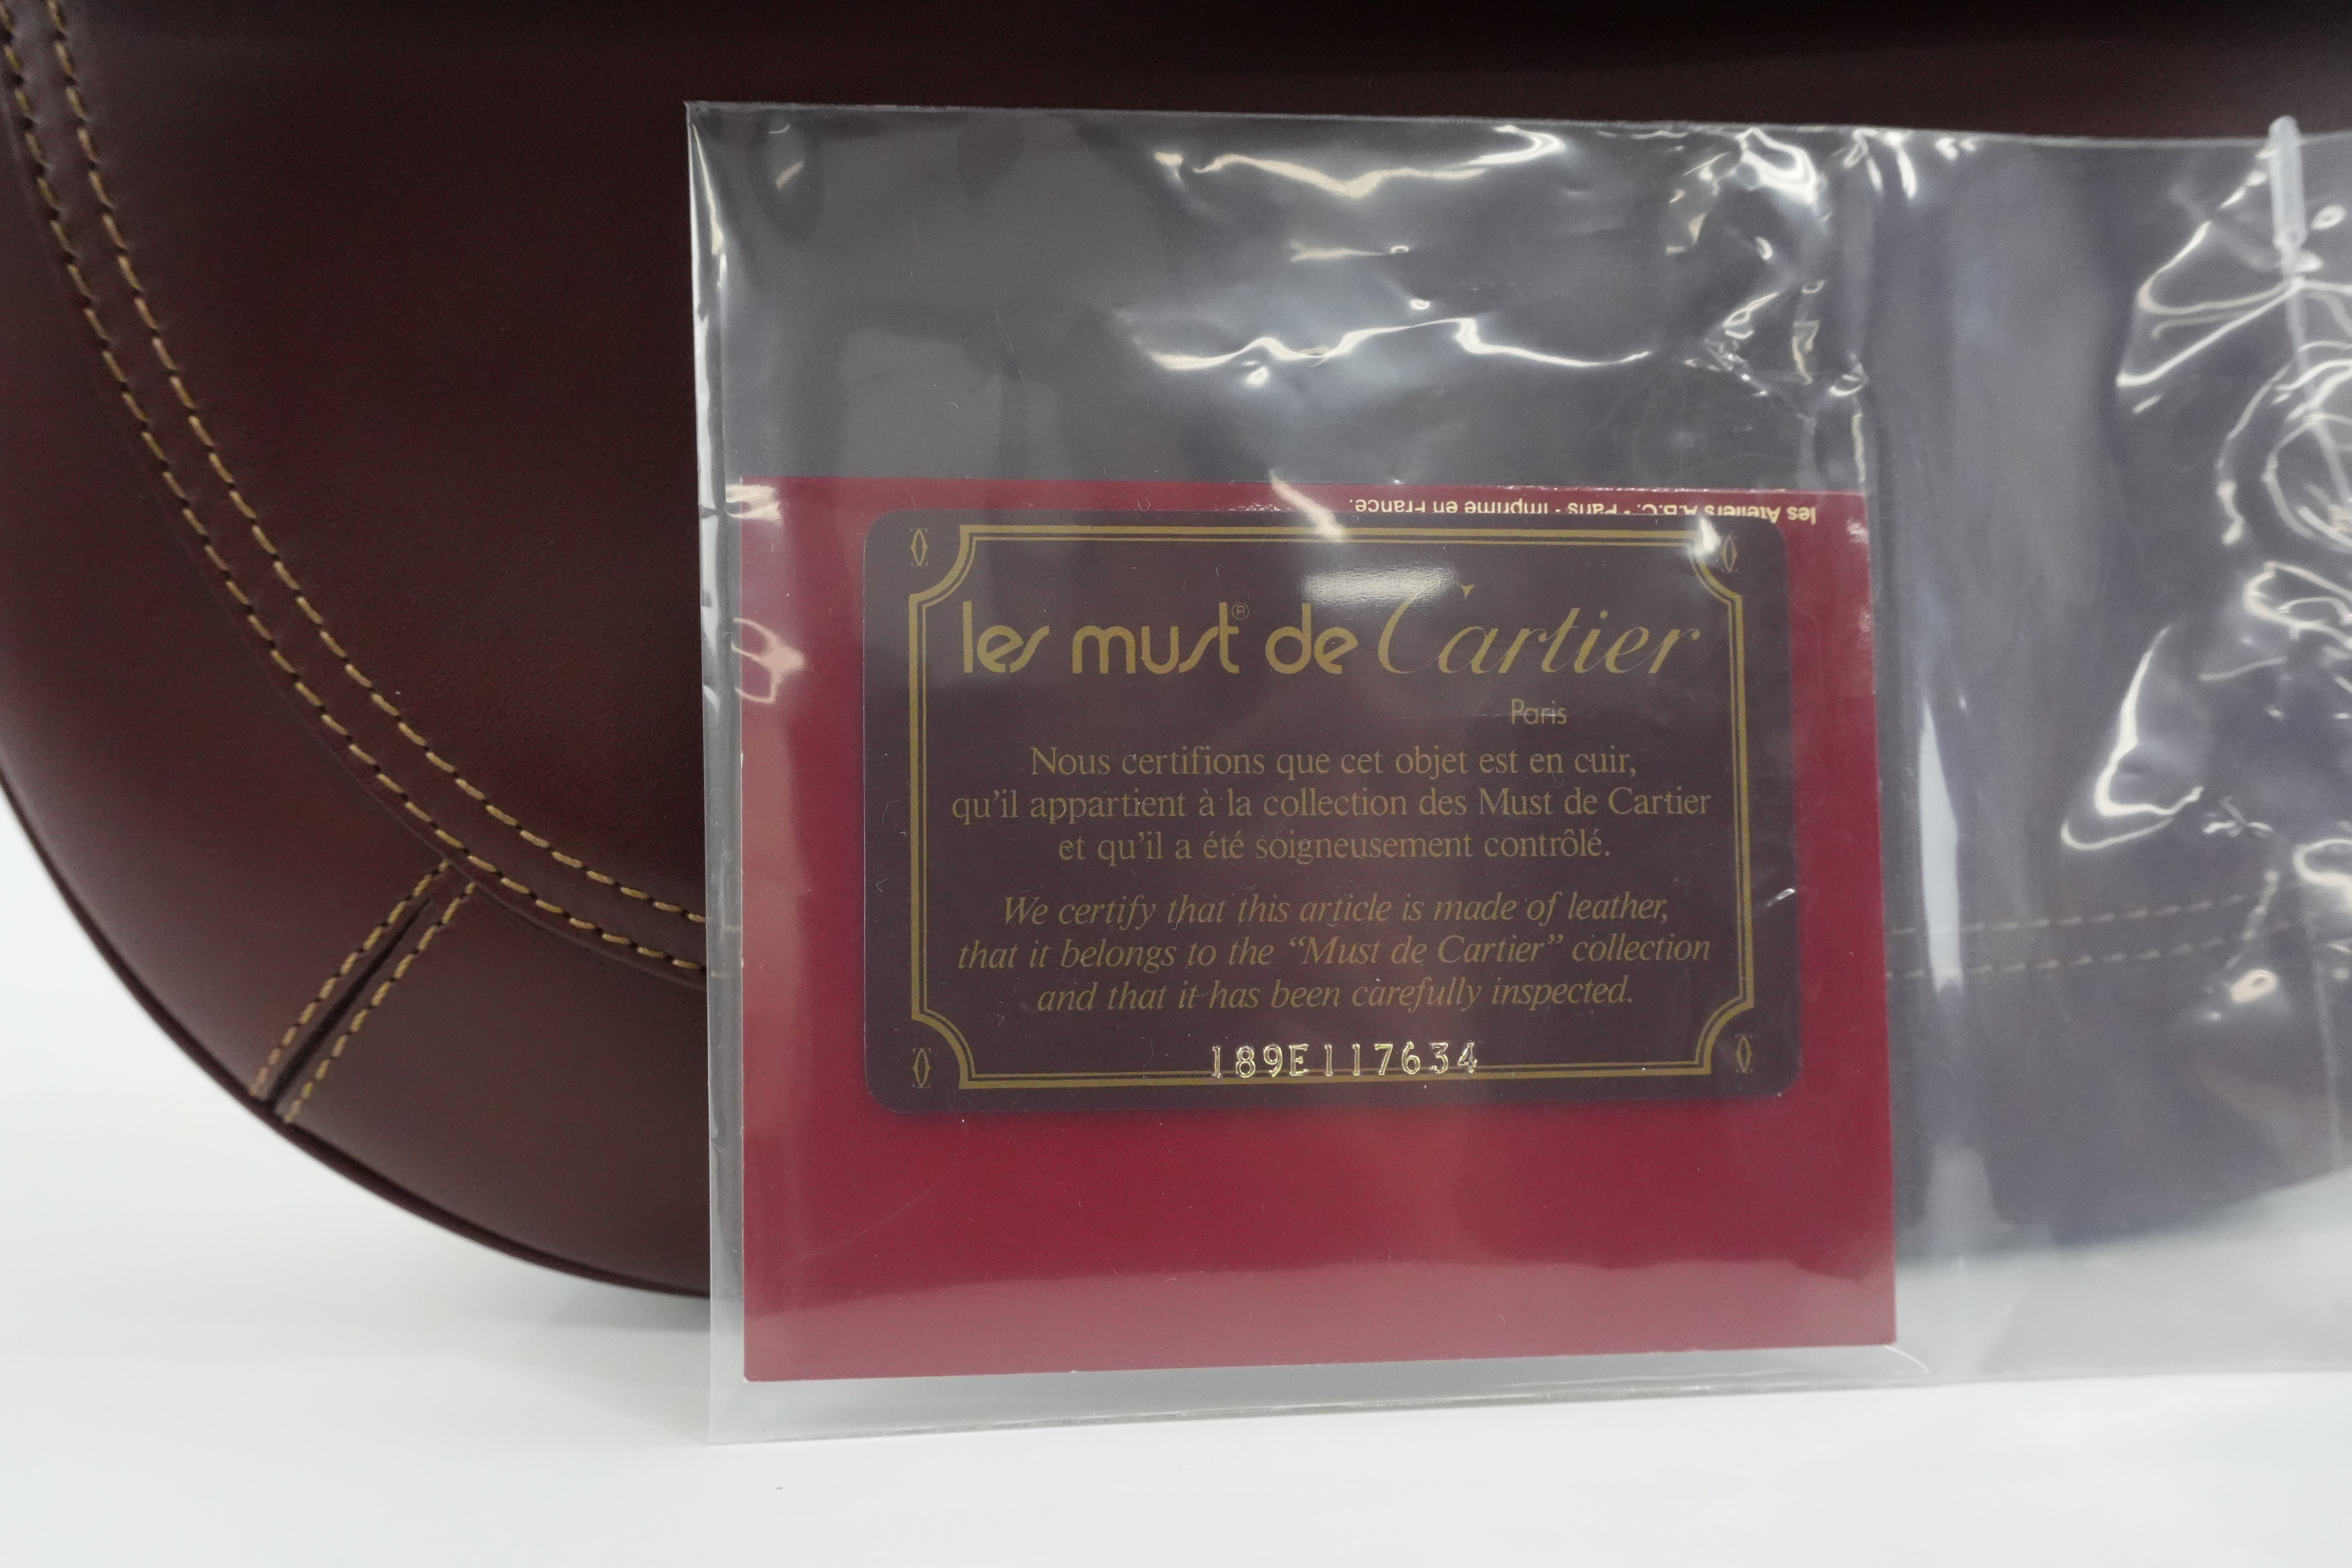 les Ateliers A.B.C. - Paris - Imprimé en France.
les must® de Cartier
Paris
Nous certifions que cet objet est en cuir,
qu'il appartient à la collection des Must de Cartier
et qu'il a été soigneusement contrôlé.
We certify that this article is made of leather,
that it belongs to the “Must de Cartier” collection
and that it has been carefully inspected.
189E117634